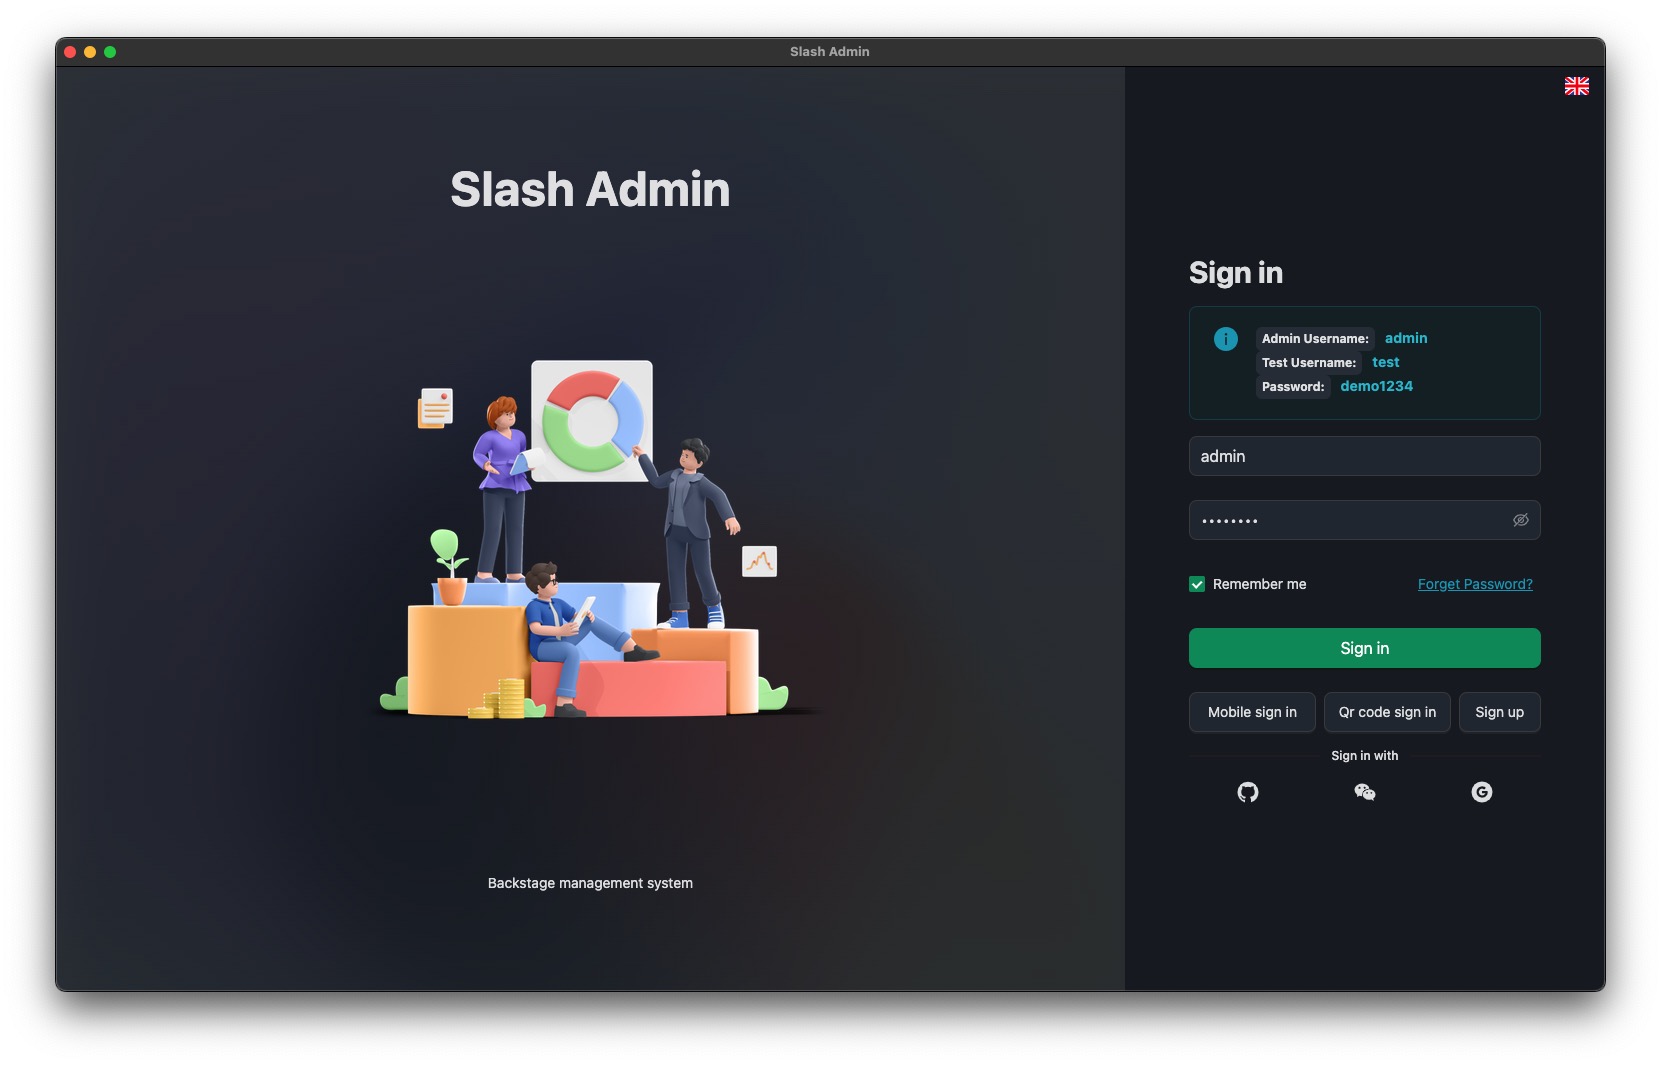 Slash Admin
Slash Admin
Backstage management system
Sign in
Admin Username: admin
Test Username: test
Password: demo1234
admin
••••••••
Remember me
Forget Password?
Sign in
Mobile sign in
Qr code sign in
Sign up
Sign in with